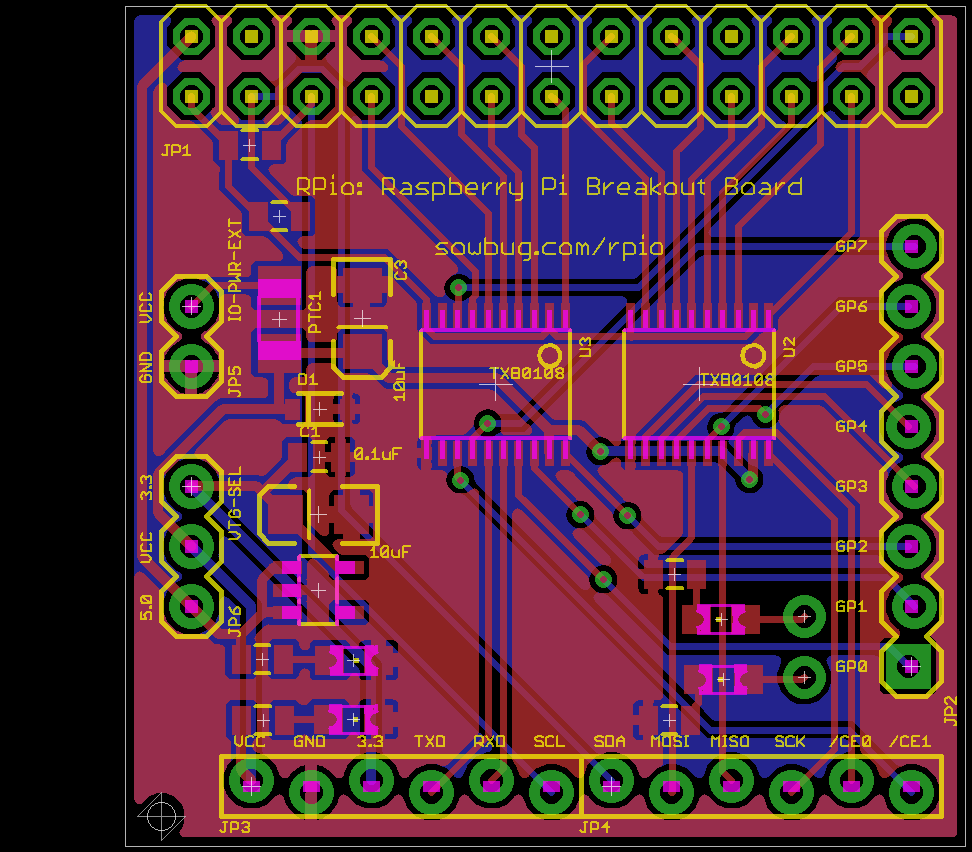 JP1
RPio: Raspberry Pi Breakout Board
sowbug.com/rpio
IO-PWR-EXT
VCC
GND
JP5
PTC1
C3
10uF
D1
C1
0.1uF
U3
TXB0108
U2
TXB0108
GP7
GP6
GP5
GP4
GP3
GP2
GP1
GP0
JP2
3.3
VCC
5.0
VTG-SEL
JP6
10uF
VCC GND 3.3 TXD RXD SCL SDA MOSI MISO SCK /CE0 /CE1
JP3 JP4